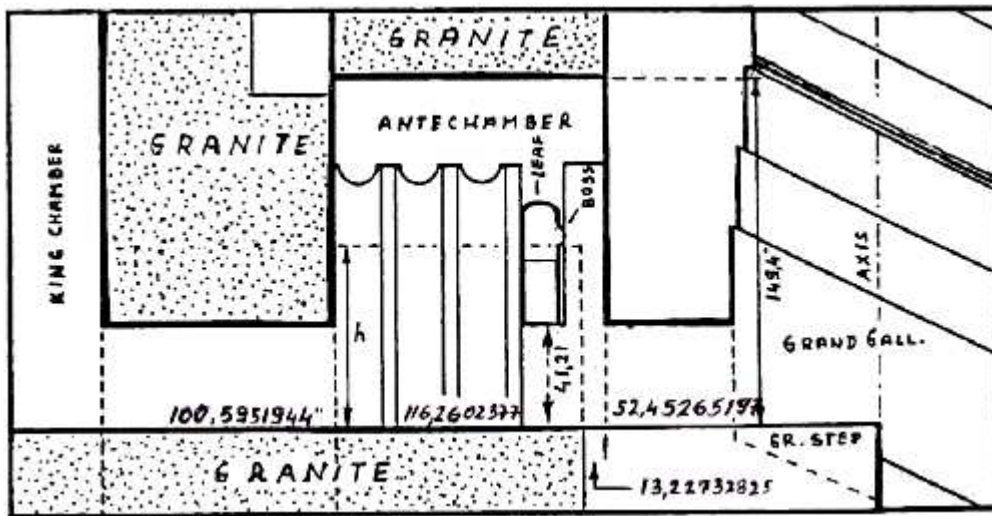 GRANITE
ANTECHAMBER
GRANITE
KING CHAMBER
LEAF
BOSS
AXIS
149,4"
h
41,21
GRAND GALL.
100,5951944"
116,2602377
52,45265197
GR. STEP
GRANITE
13,22732825